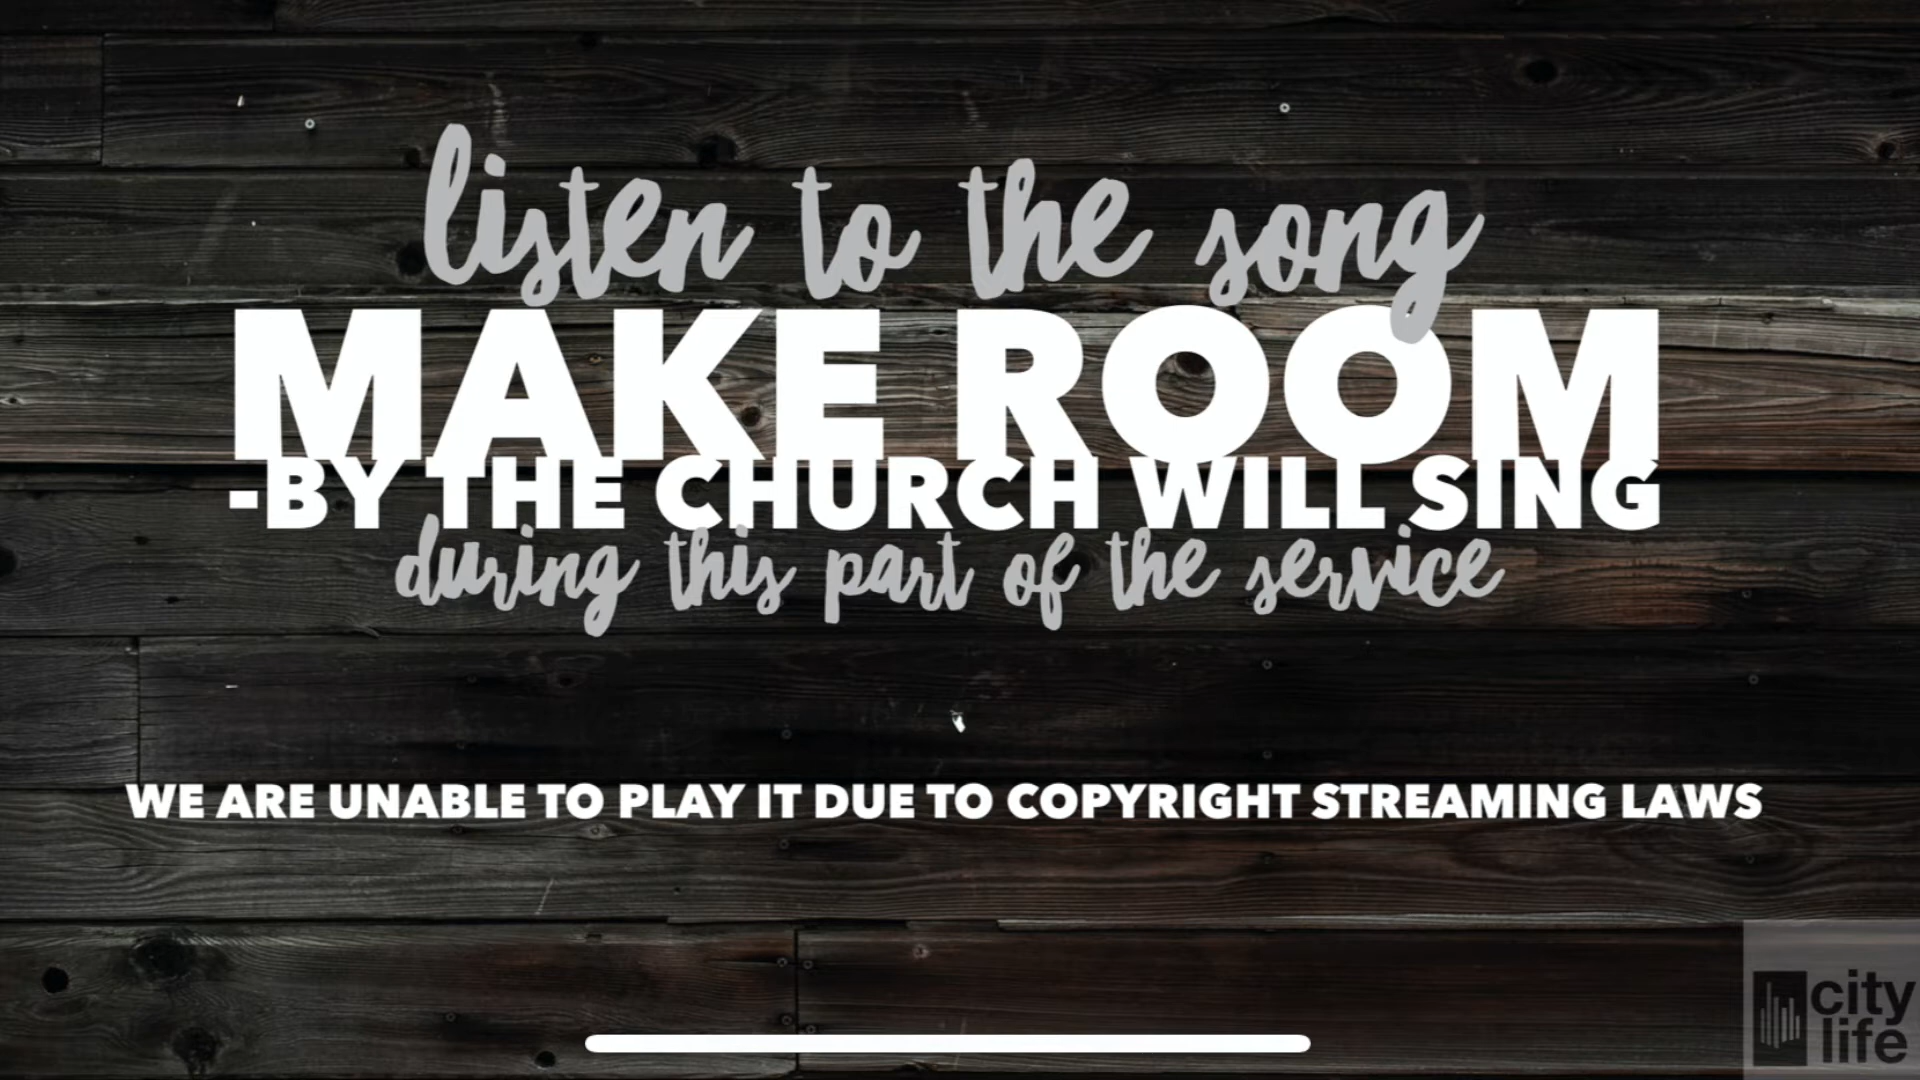 listen to the song
MAKE ROOM
-BY THE CHURCH WILL SING
during this part of the service
WE ARE UNABLE TO PLAY IT DUE TO COPYRIGHT STREAMING LAWS
city
life